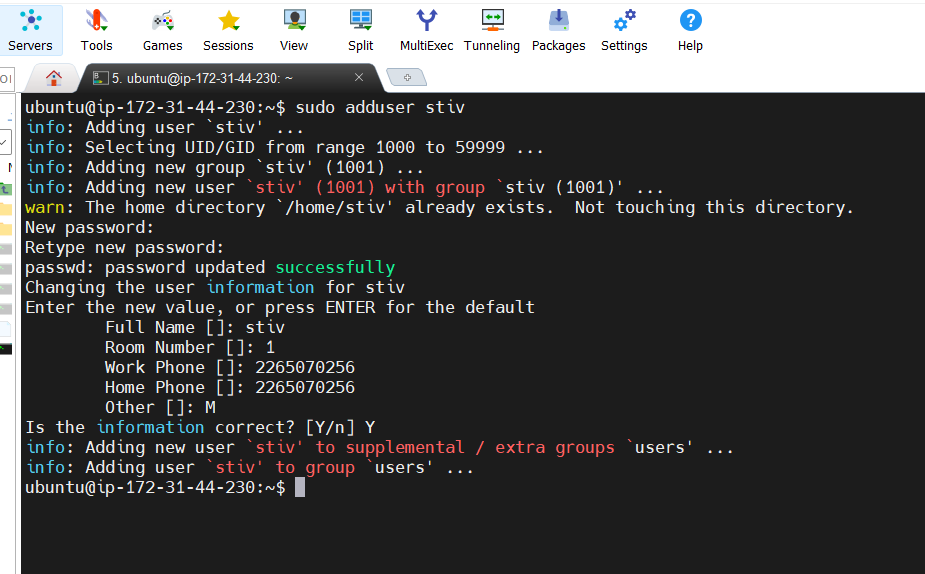 Servers Tools Games Sessions View Split MultiExec Tunneling Packages Settings Help
5. ubuntu@ip-172-31-44-230: ~
ubuntu@ip-172-31-44-230:~$ sudo adduser stiv
info: Adding user `stiv' ...
info: Selecting UID/GID from range 1000 to 59999 ...
info: Adding new group `stiv' (1001) ...
info: Adding new user `stiv' (1001) with group `stiv (1001)' ...
warn: The home directory `/home/stiv' already exists.  Not touching this directory.
New password:
Retype new password:
passwd: password updated successfully
Changing the user information for stiv
Enter the new value, or press ENTER for the default
        Full Name []: stiv
        Room Number []: 1
        Work Phone []: 2265070256
        Home Phone []: 2265070256
        Other []: M
Is the information correct? [Y/n] Y
info: Adding new user `stiv' to supplemental / extra groups `users' ...
info: Adding user `stiv' to group `users' ...
ubuntu@ip-172-31-44-230:~$